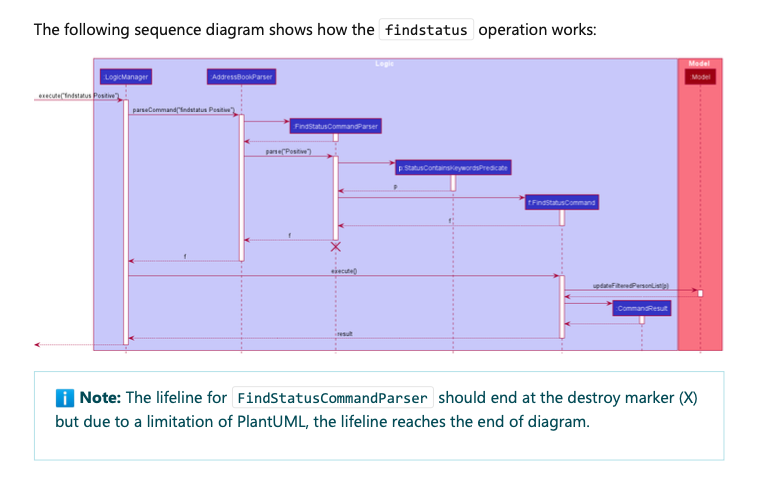 The following sequence diagram shows how the findstatus operation works:
Logic
Model
:LogicManager
:AddressBookParser
:Model
execute("findstatus Positive")
parseCommand("findstatus Positive")
:FindStatusCommandParser
parse("Positive")
p:StatusContainsKeywordsPredicate
p
f:FindStatusCommand
f
f
f
execute()
updateFilteredPersonList(p)
:CommandResult
result
i Note: The lifeline for FindStatusCommandParser should end at the destroy marker (X)
but due to a limitation of PlantUML, the lifeline reaches the end of diagram.